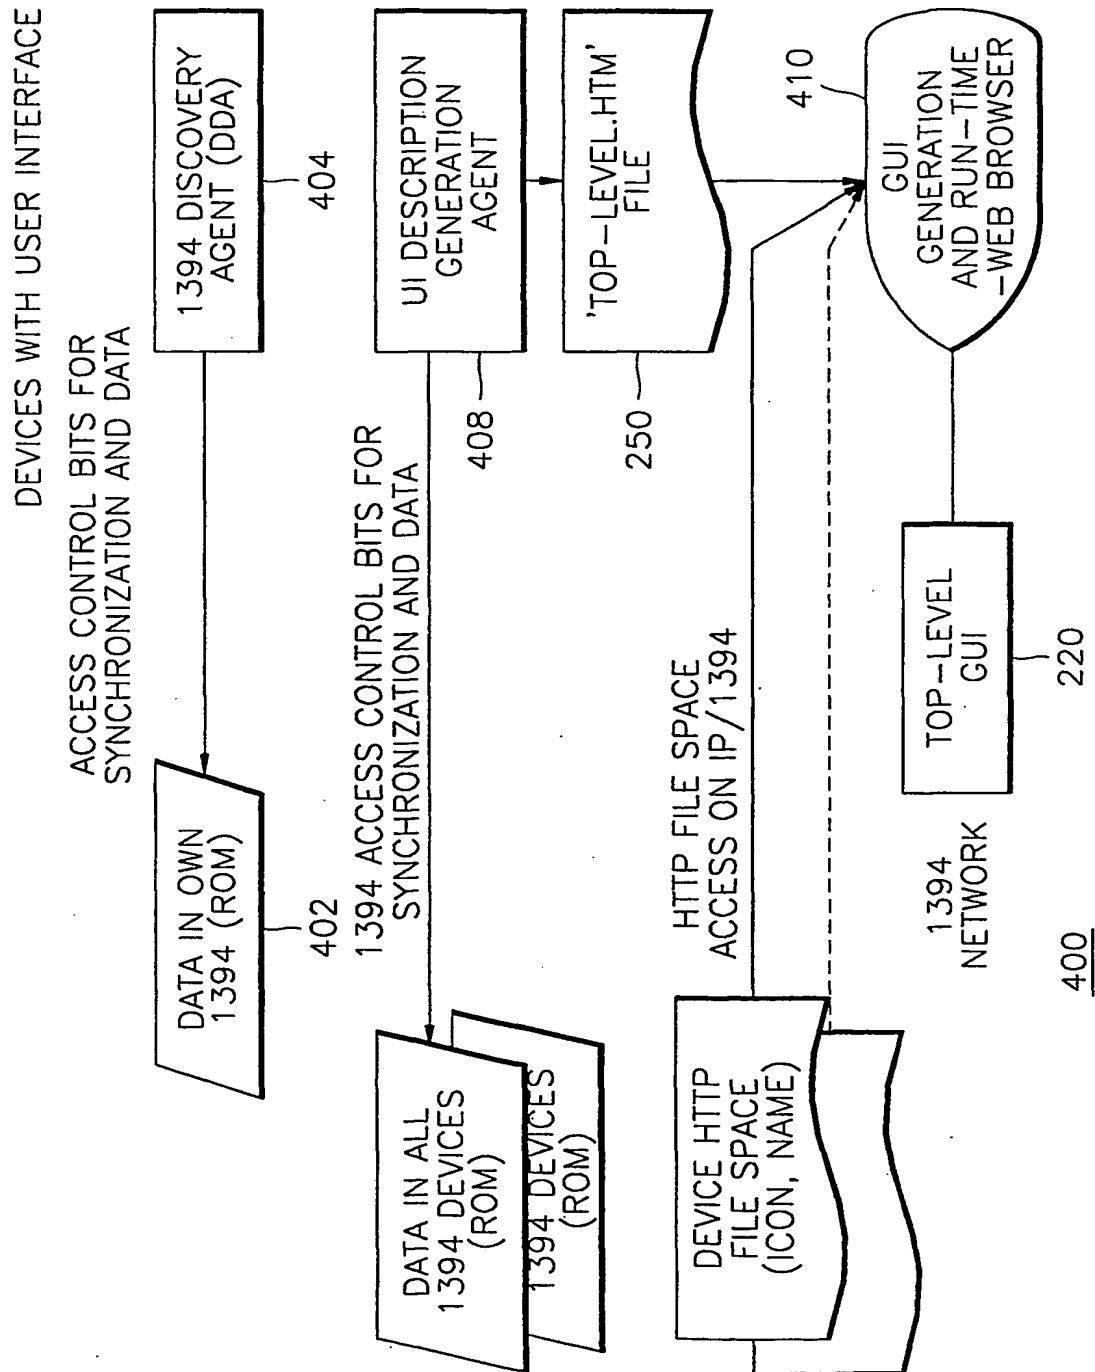 DEVICES WITH USER INTERFACE
ACCESS CONTROL BITS FOR
SYNCHRONIZATION AND DATA
DATA IN OWN
1394 (ROM)
402
1394 DISCOVERY
AGENT (DDA)
404
1394 ACCESS CONTROL BITS FOR
SYNCHRONIZATION AND DATA
DATA IN ALL
1394 DEVICES
(ROM)
1394 DEVICES
(ROM)
UI DESCRIPTION
GENERATION
AGENT
408
'TOP-LEVEL.HTM'
FILE
250
HTTP FILE SPACE
ACCESS ON IP/1394
DEVICE HTTP
FILE SPACE
(ICON, NAME)
410
GUI
GENERATION
AND RUN-TIME
-WEB BROWSER
TOP-LEVEL
GUI
220
1394
NETWORK
400